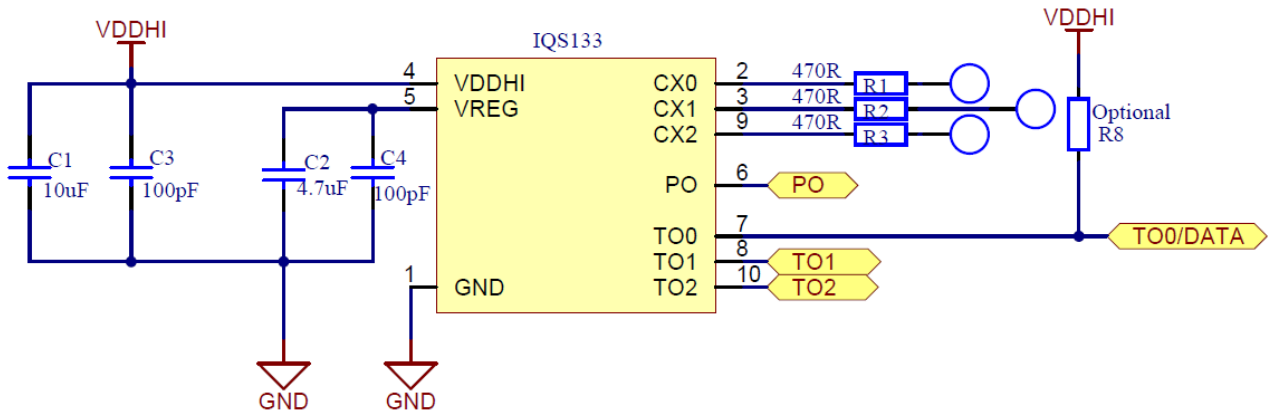 VDDHI
IQS133
VDDHI
4
VDDHI
5
VREG
CX0
2
470R
R1
CX1
3
470R
R2
CX2
9
470R
R3
Optional
R8
C1
10uF
C3
100pF
C2
4.7uF
C4
100pF
PO
6
PO
TO0
7
TO0/DATA
TO1
8
TO1
TO2
10
TO2
1
GND
GND
GND